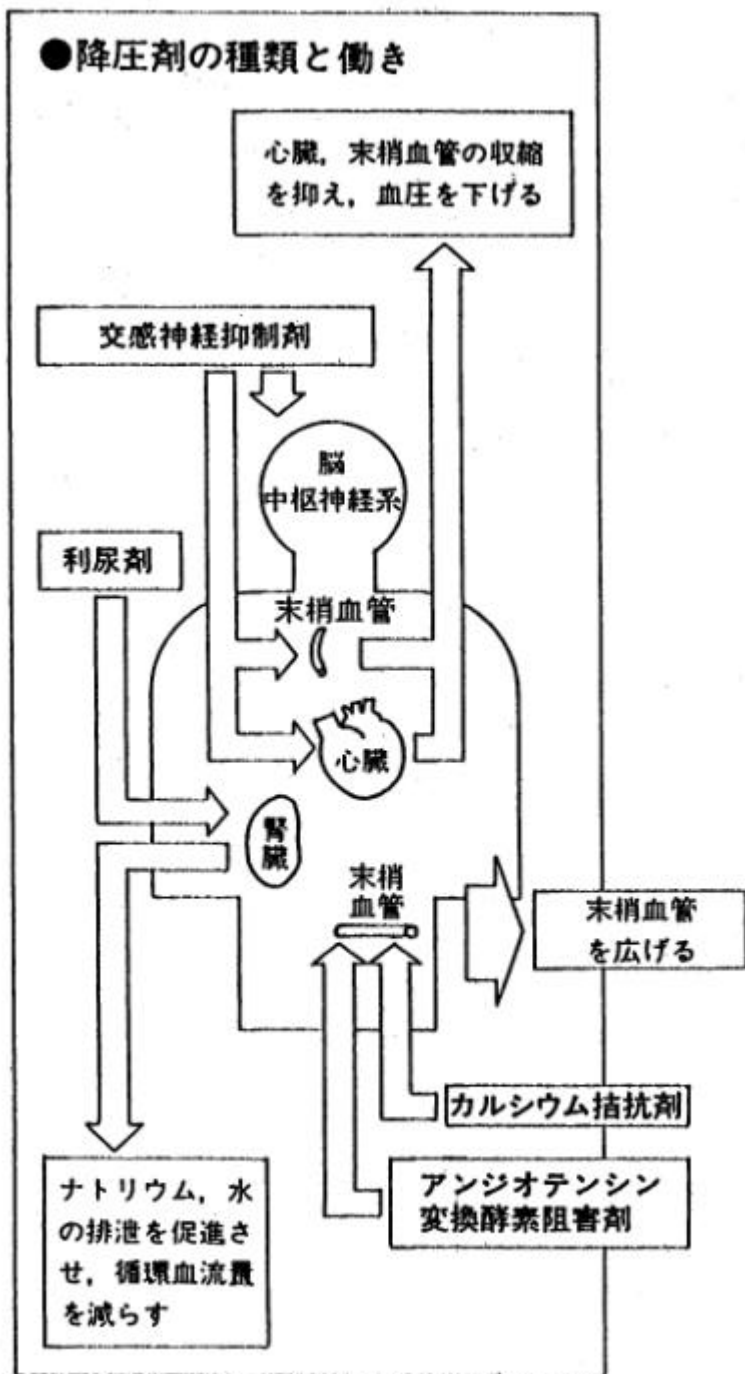 ●降圧剤の種類と働き
心臓，末梢血管の収縮
を抑え，血圧を下げる
交感神経抑制剤
脳
中枢神経系
利尿剤
末梢血管
心臓
腎
臓
末梢
血管
末梢血管
を広げる
カルシウム拮抗剤
アンジオテンシン
変換酵素阻害剤
ナトリウム，水
の排泄を促進さ
せ，循環血流量
を減らす